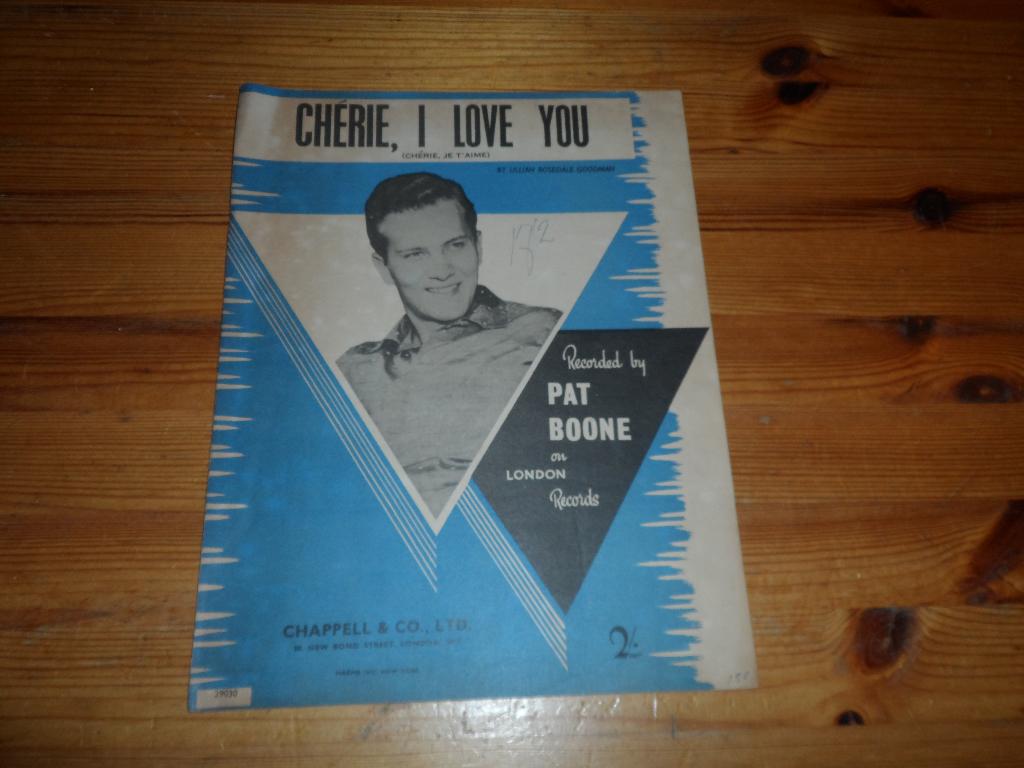 CHÉRIE, I LOVE YOU
(CHÉRIE, JE T'AIME)
BY LILLIAN ROSEDALE GOODMAN
Recorded by
PAT
BOONE
on
LONDON
Records
CHAPPELL & CO., LTD.
50, NEW BOND STREET, LONDON, W.1
2/-
39030